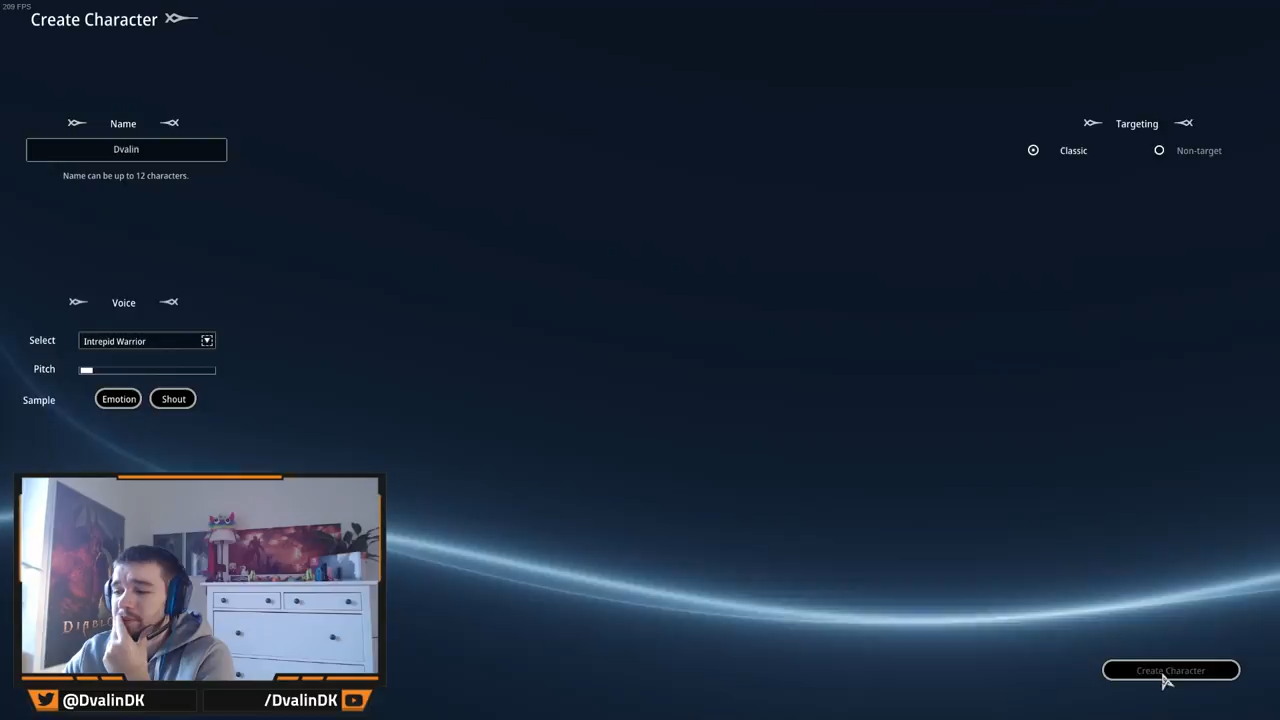 209 FPS
Create Character
Name
Dvalin
Name can be up to 12 characters.
Targeting
Classic
Non-target
Voice
Select
Intrepid Warrior
Pitch
Sample
Emotion
Shout
DIABLO
@DvalinDK
/DvalinDK
Create Character